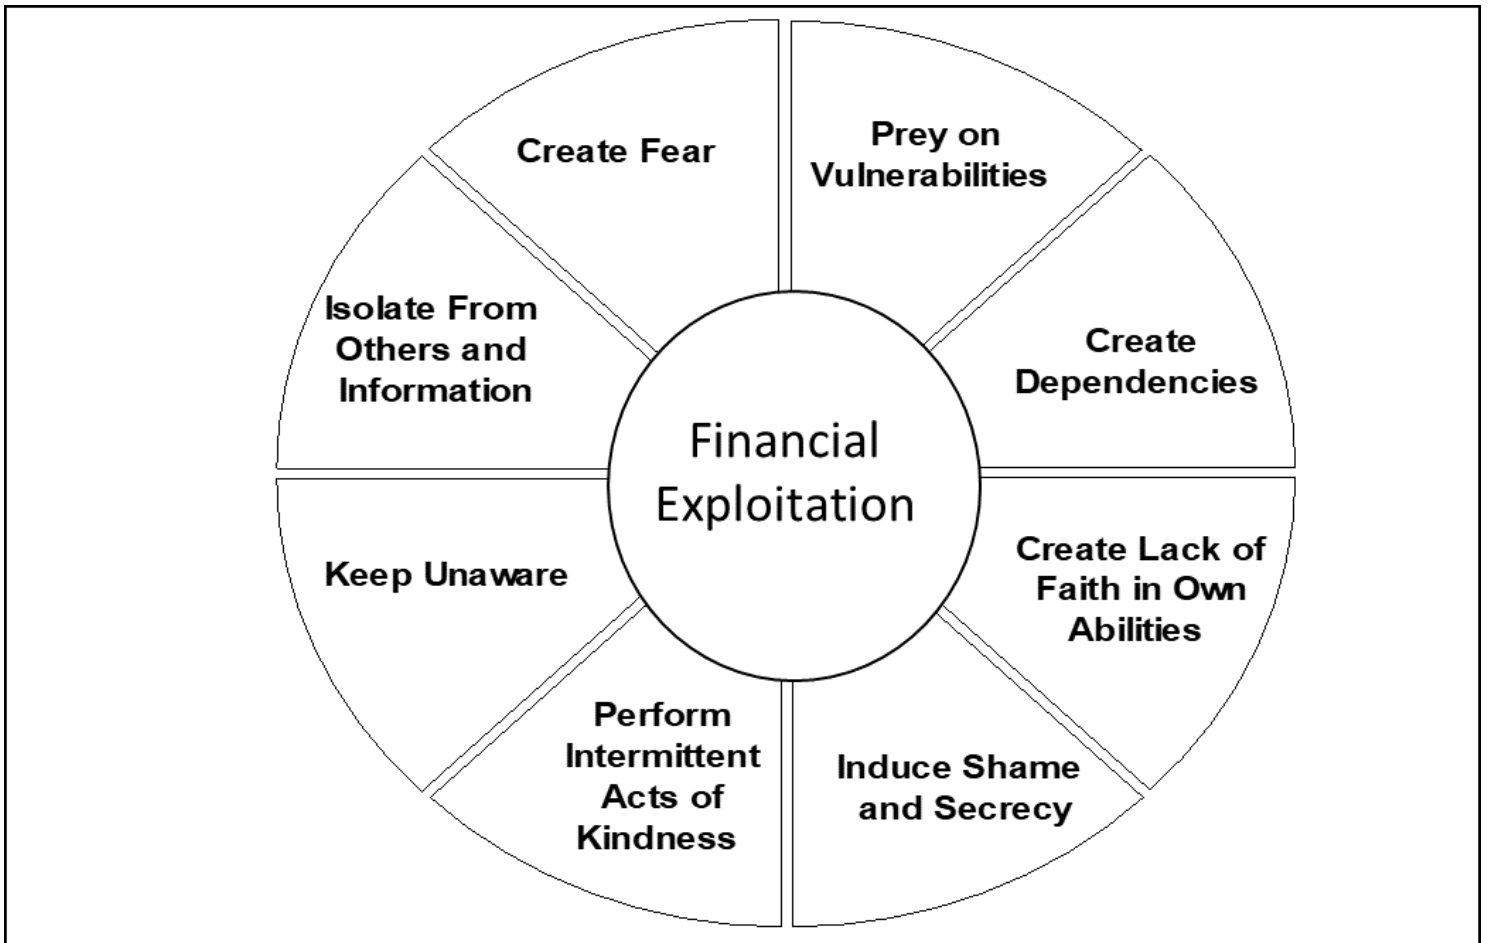 Create Fear
Prey on
Vulnerabilities
Isolate From
Others and
Information
Create
Dependencies
Financial
Exploitation
Keep Unaware
Create Lack of
Faith in Own
Abilities
Perform
Intermittent
Acts of
Kindness
Induce Shame
and Secrecy